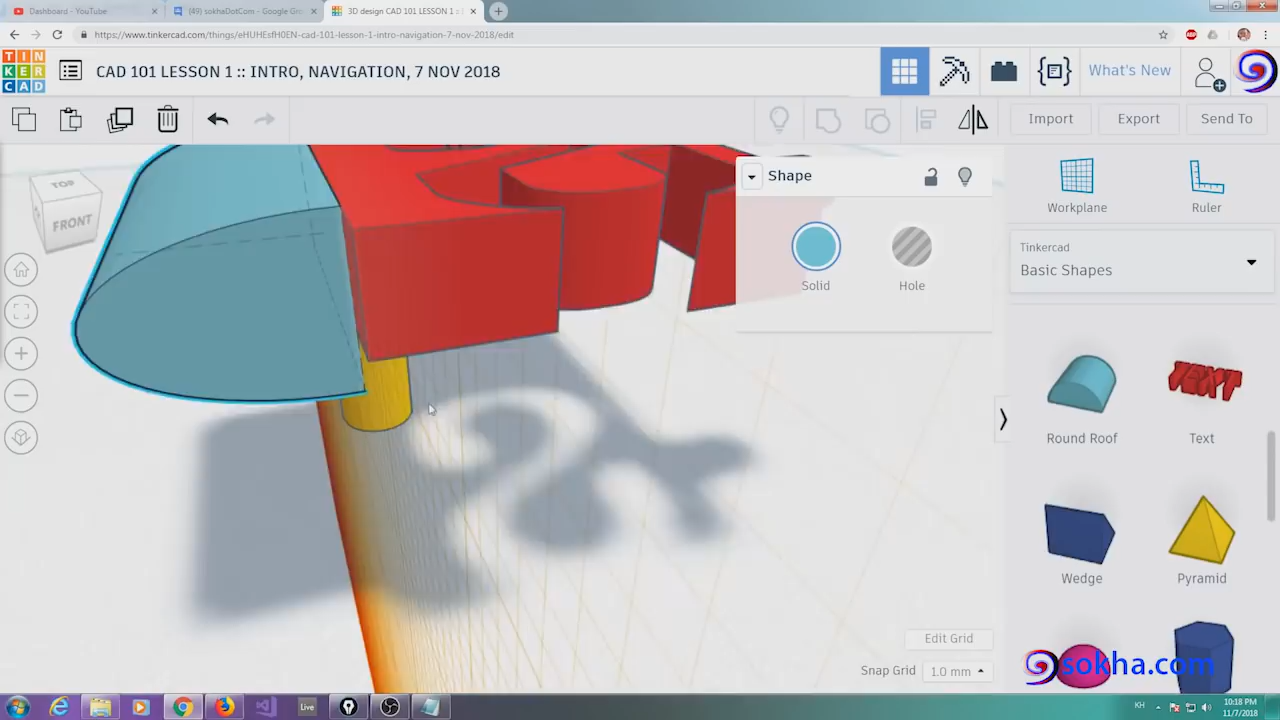 Dashboard - YouTube
(49) sokhaDotCom - Google Gro
3D design CAD 101 LESSON 1 ::
https://www.tinkercad.com/things/eHUHEsfH0EN-cad-101-lesson-1-intro-navigation-7-nov-2018/edit
TIN
KER
CAD
CAD 101 LESSON 1 :: INTRO, NAVIGATION, 7 NOV 2018
What's New
Import
Export
Send To
TOP
FRONT
Shape
Solid
Hole
Workplane
Ruler
Tinkercad
Basic Shapes
TEXT
Round Roof
Text
Wedge
Pyramid
Edit Grid
Snap Grid
1.0 mm
sokha.com
Live
KH
10:18 PM
11/7/2018